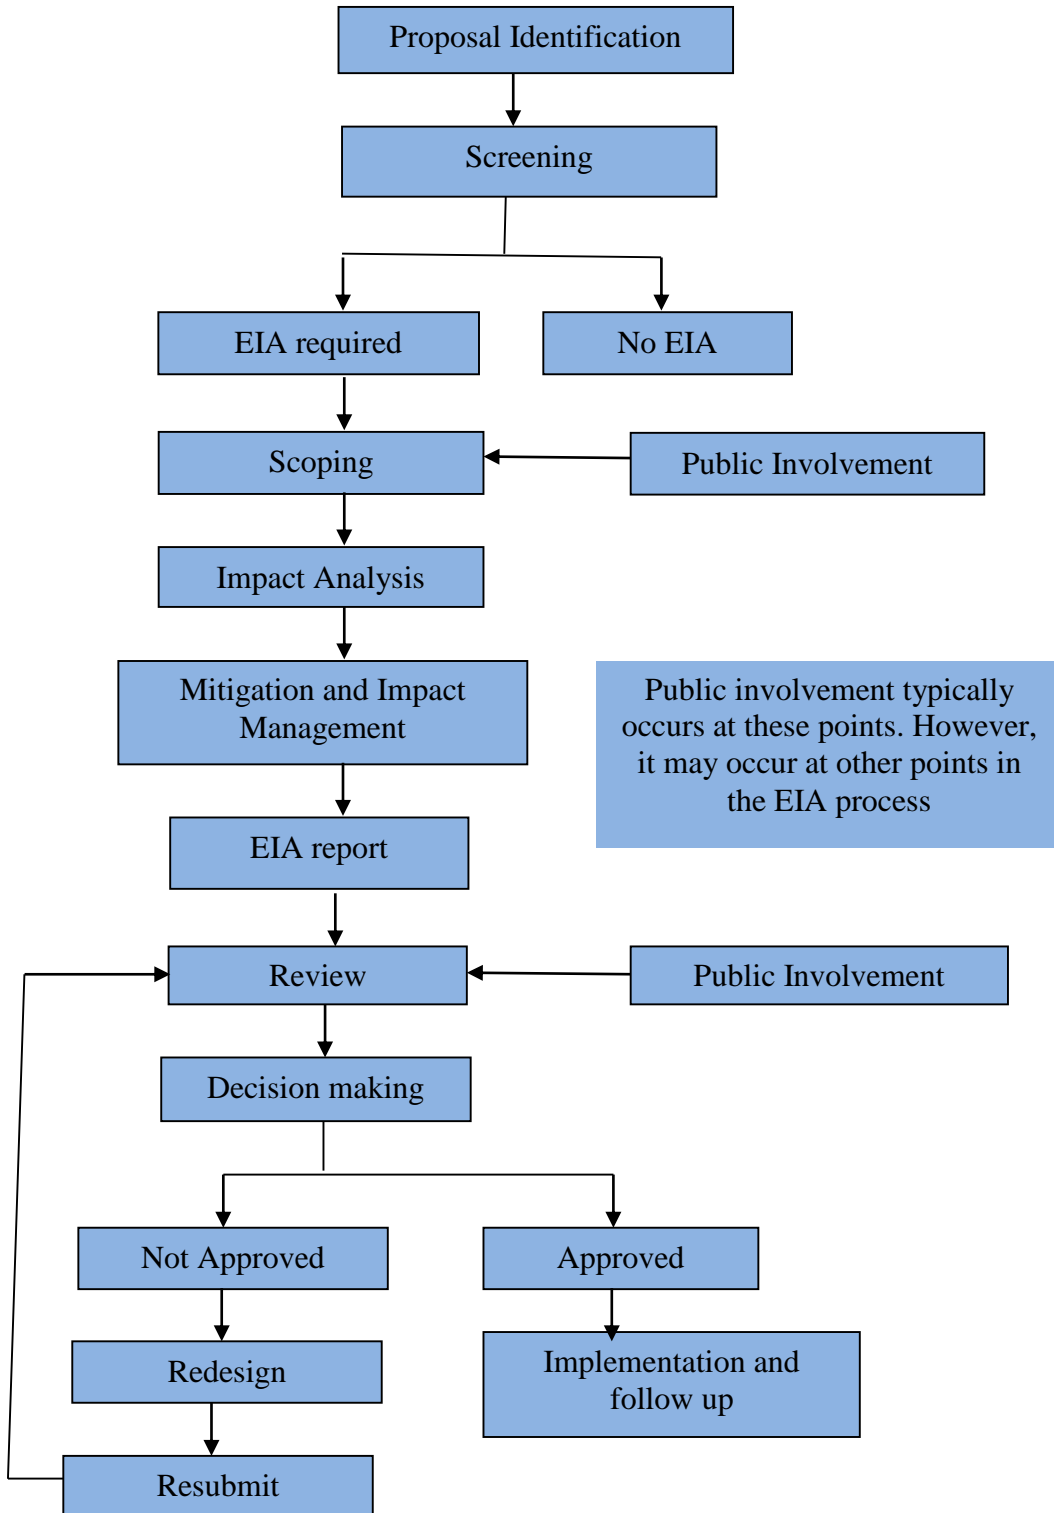 Proposal Identification
Screening
EIA required
No EIA
Scoping
Public Involvement
Impact Analysis
Mitigation and Impact
Management
Public involvement typically
occurs at these points. However,
it may occur at other points in
the EIA process
EIA report
Review
Public Involvement
Decision making
Not Approved
Approved
Redesign
Implementation and
follow up
Resubmit